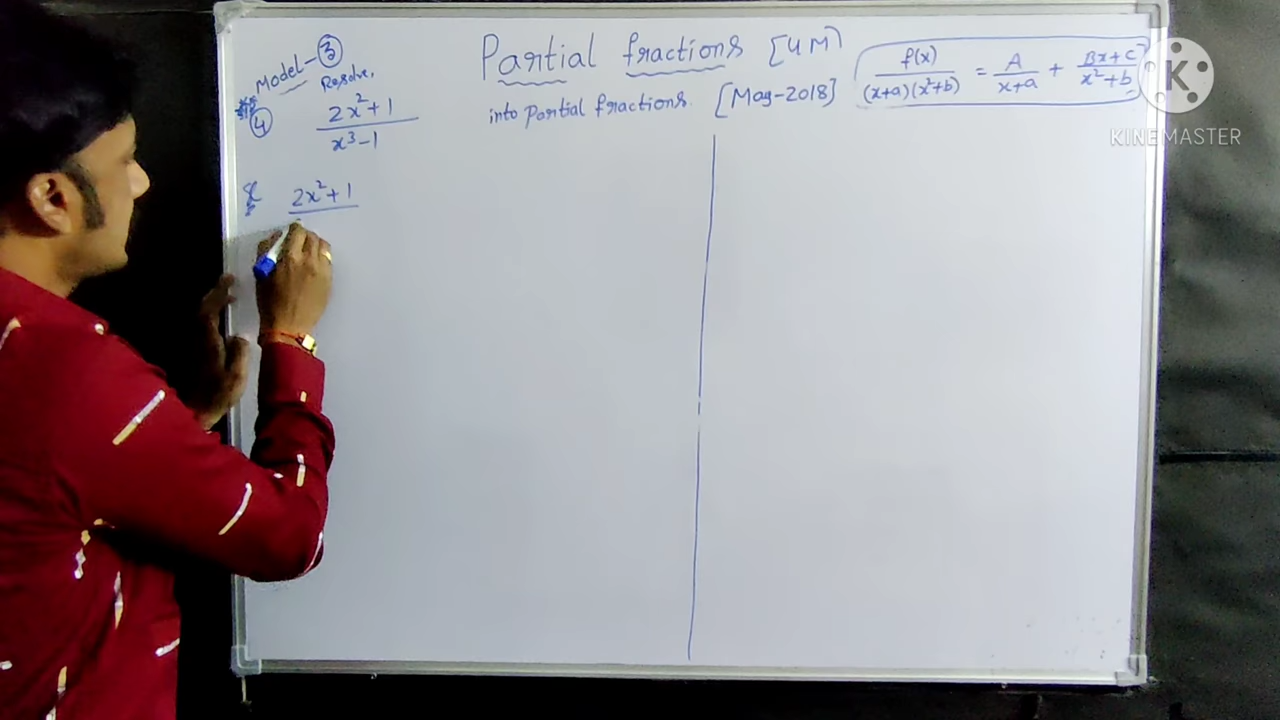 Partial fractions [4M]
Model-③
Resolve,
④ (2x²+1)/(x³-1) into Partial fractions. [May-2018]
f(x)/((x+a)(x²+b)) = A/(x+a) + (Bx+C)/(x²+b)
2x²+1
KINEMASTER